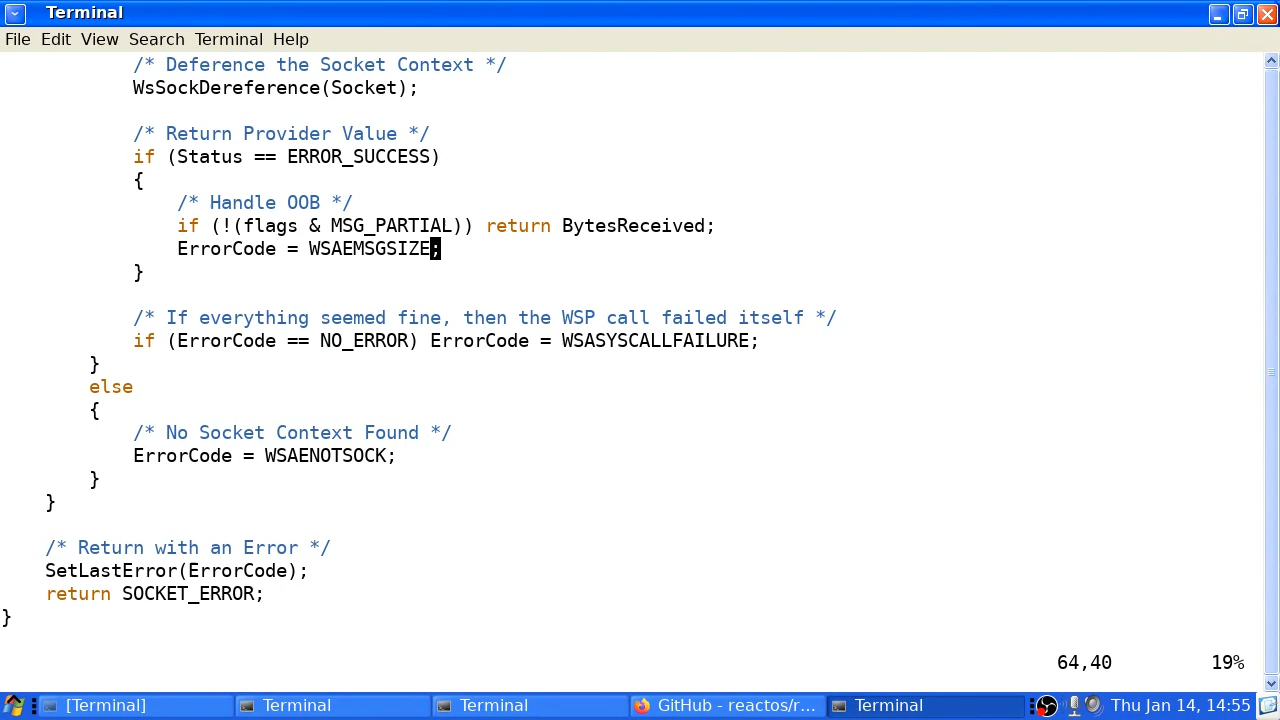 Terminal
File Edit View Search Terminal Help
            /* Deference the Socket Context */
            WsSockDereference(Socket);

            /* Return Provider Value */
            if (Status == ERROR_SUCCESS)
            {
                /* Handle OOB */
                if (!(flags & MSG_PARTIAL)) return BytesReceived;
                ErrorCode = WSAEMSGSIZE;
            }

            /* If everything seemed fine, then the WSP call failed itself */
            if (ErrorCode == NO_ERROR) ErrorCode = WSASYSCALLFAILURE;
        }
        else
        {
            /* No Socket Context Found */
            ErrorCode = WSAENOTSOCK;
        }
    }

    /* Return with an Error */
    SetLastError(ErrorCode);
    return SOCKET_ERROR;
}
64,40 19%
[Terminal] Terminal Terminal GitHub - reactos/r... Terminal Thu Jan 14, 14:55